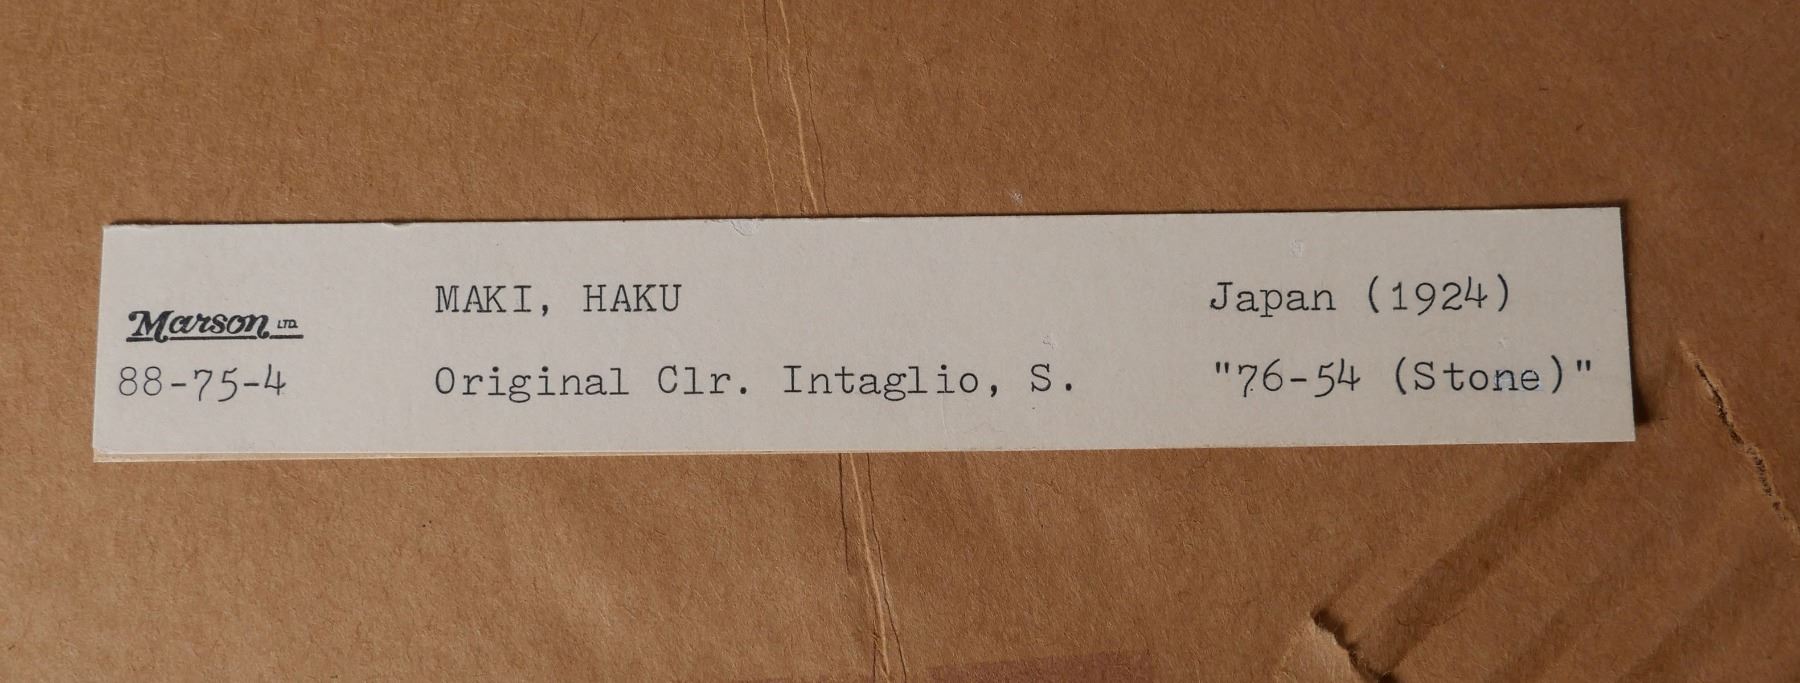 MAKI, HAKU Japan (1924)
Marson LTD.
88-75-4 Original Clr. Intaglio, S. "76-54 (Stone)"